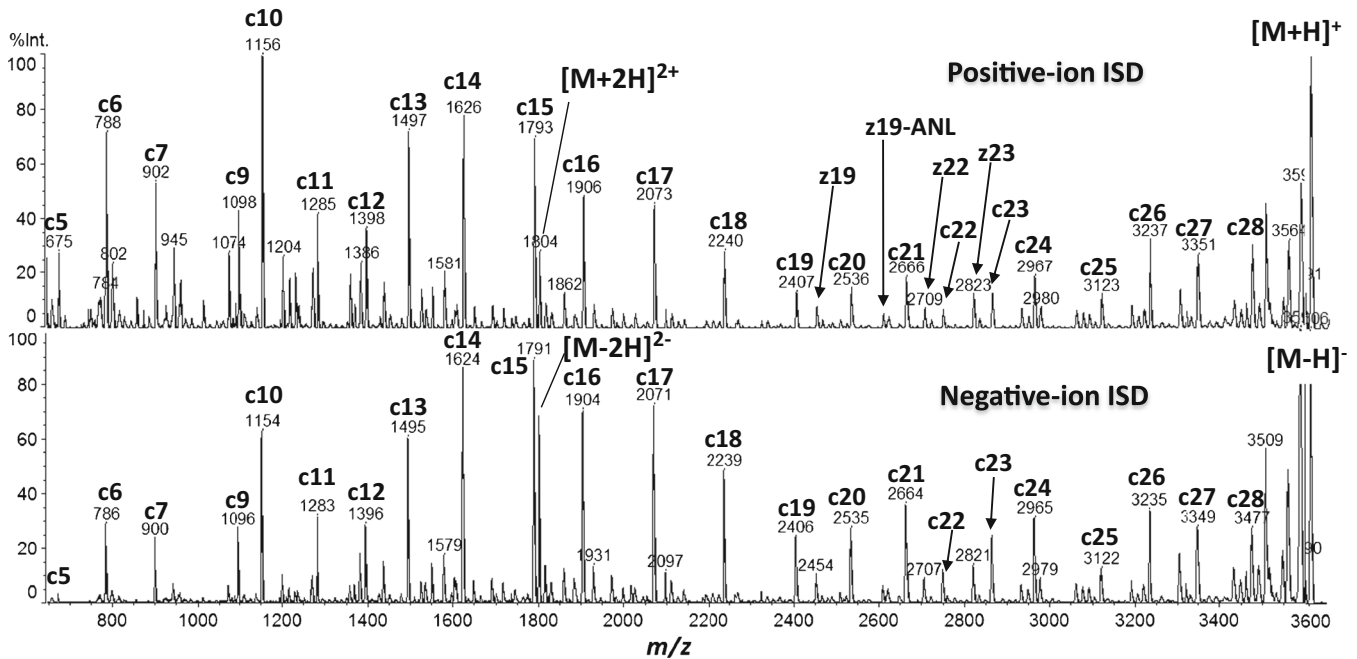 %Int.
Positive-ion ISD
[M+H]+
[M+2H]2+
100
80
60
40
20
0
c5
675
c6
788
784
802
c7
902
945
1074
c9
1098
c10
1156
1204
c11
1285
1386
c12
1398
c13
1497
1581
c14
1626
c15
1793
1804
1862
c16
1906
c17
2073
c18
2240
c19
2407
z19
c20
2536
z19-ANL
c21
2666
z22
2709
c22
z23
2823
c23
c24
2967
2980
c25
3123
c26
3237
c27
3351
c28
3564
Negative-ion ISD
[M-H]-
[M-2H]2-
100
80
60
40
20
0
c5
c6
786
c7
900
c9
1096
c10
1154
c11
1283
c12
1396
c13
1495
1579
c14
1624
c15
1791
c16
1904
1931
c17
2071
2097
c18
2239
c19
2406
2454
c20
2535
c21
2664
2707
c22
2821
c23
c24
2965
2979
c25
3122
c26
3235
c27
3349
c28
3477
3509
800 1000 1200 1400 1600 1800 2000 2200 2400 2600 2800 3000 3200 3400 3600
m/z